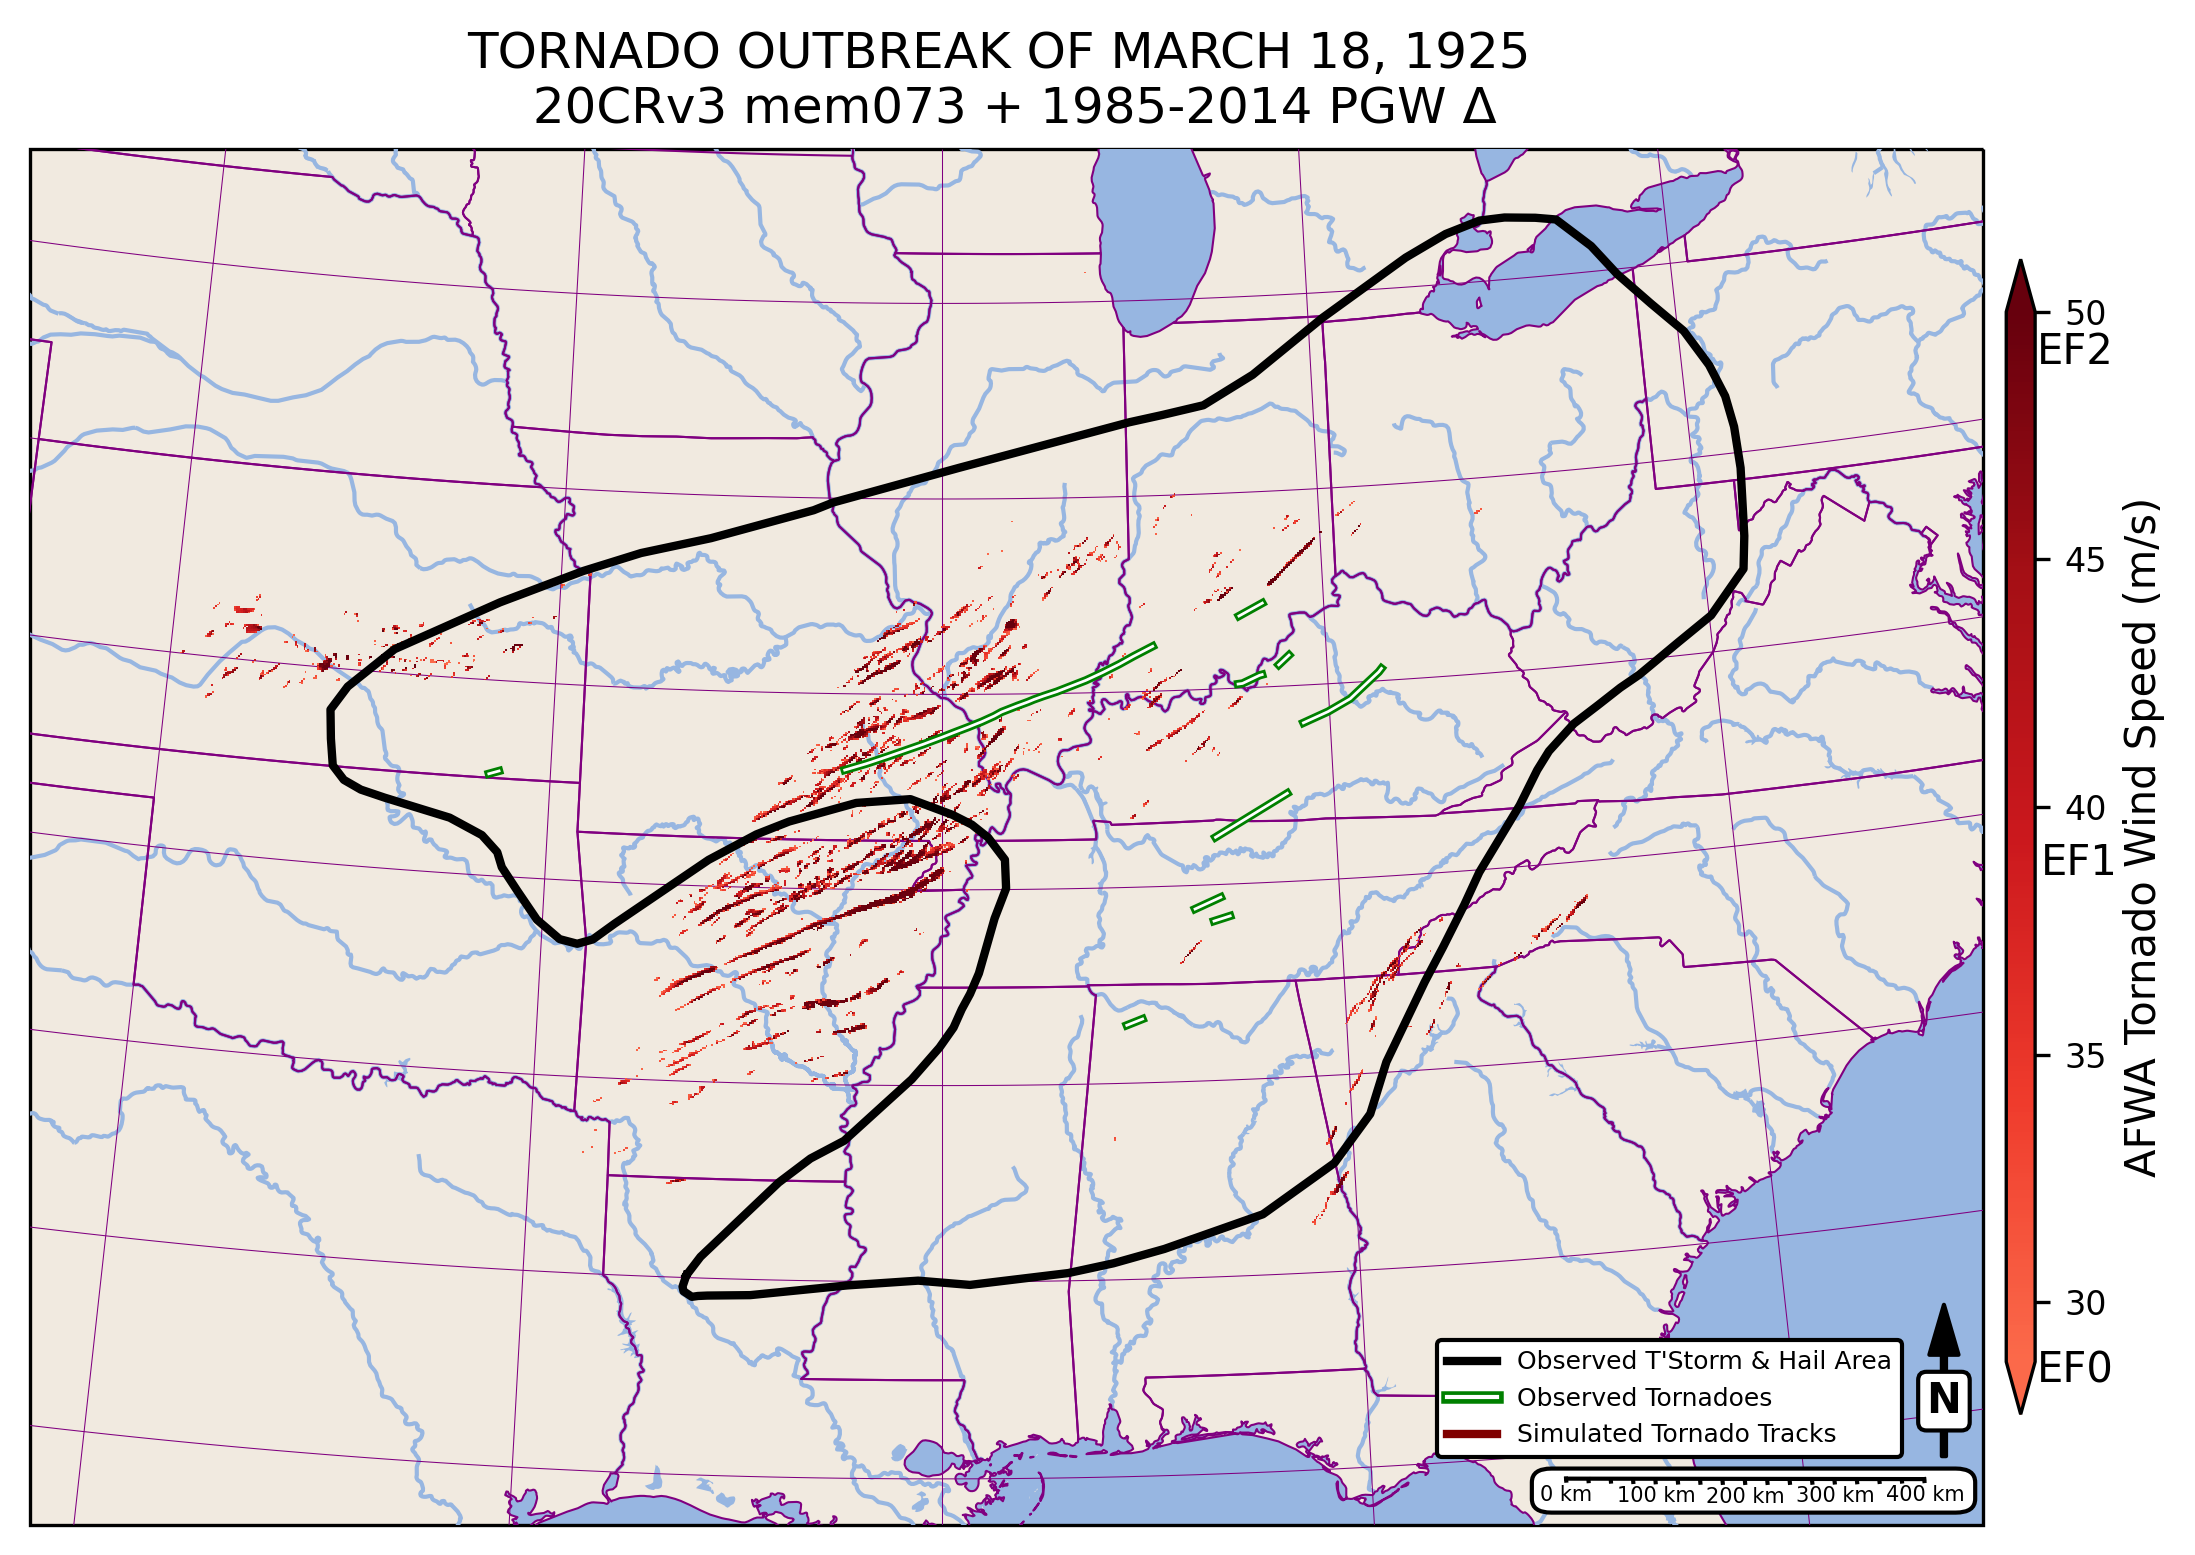 TORNADO OUTBREAK OF MARCH 18, 1925
20CRv3 mem073 + 1985-2014 PGW Δ
50
EF2
45
40
EF1
35
30
EF0
AFWA Tornado Wind Speed (m/s)
Observed T'Storm & Hail Area
Observed Tornadoes
Simulated Tornado Tracks
N
0 km 100 km 200 km 300 km 400 km